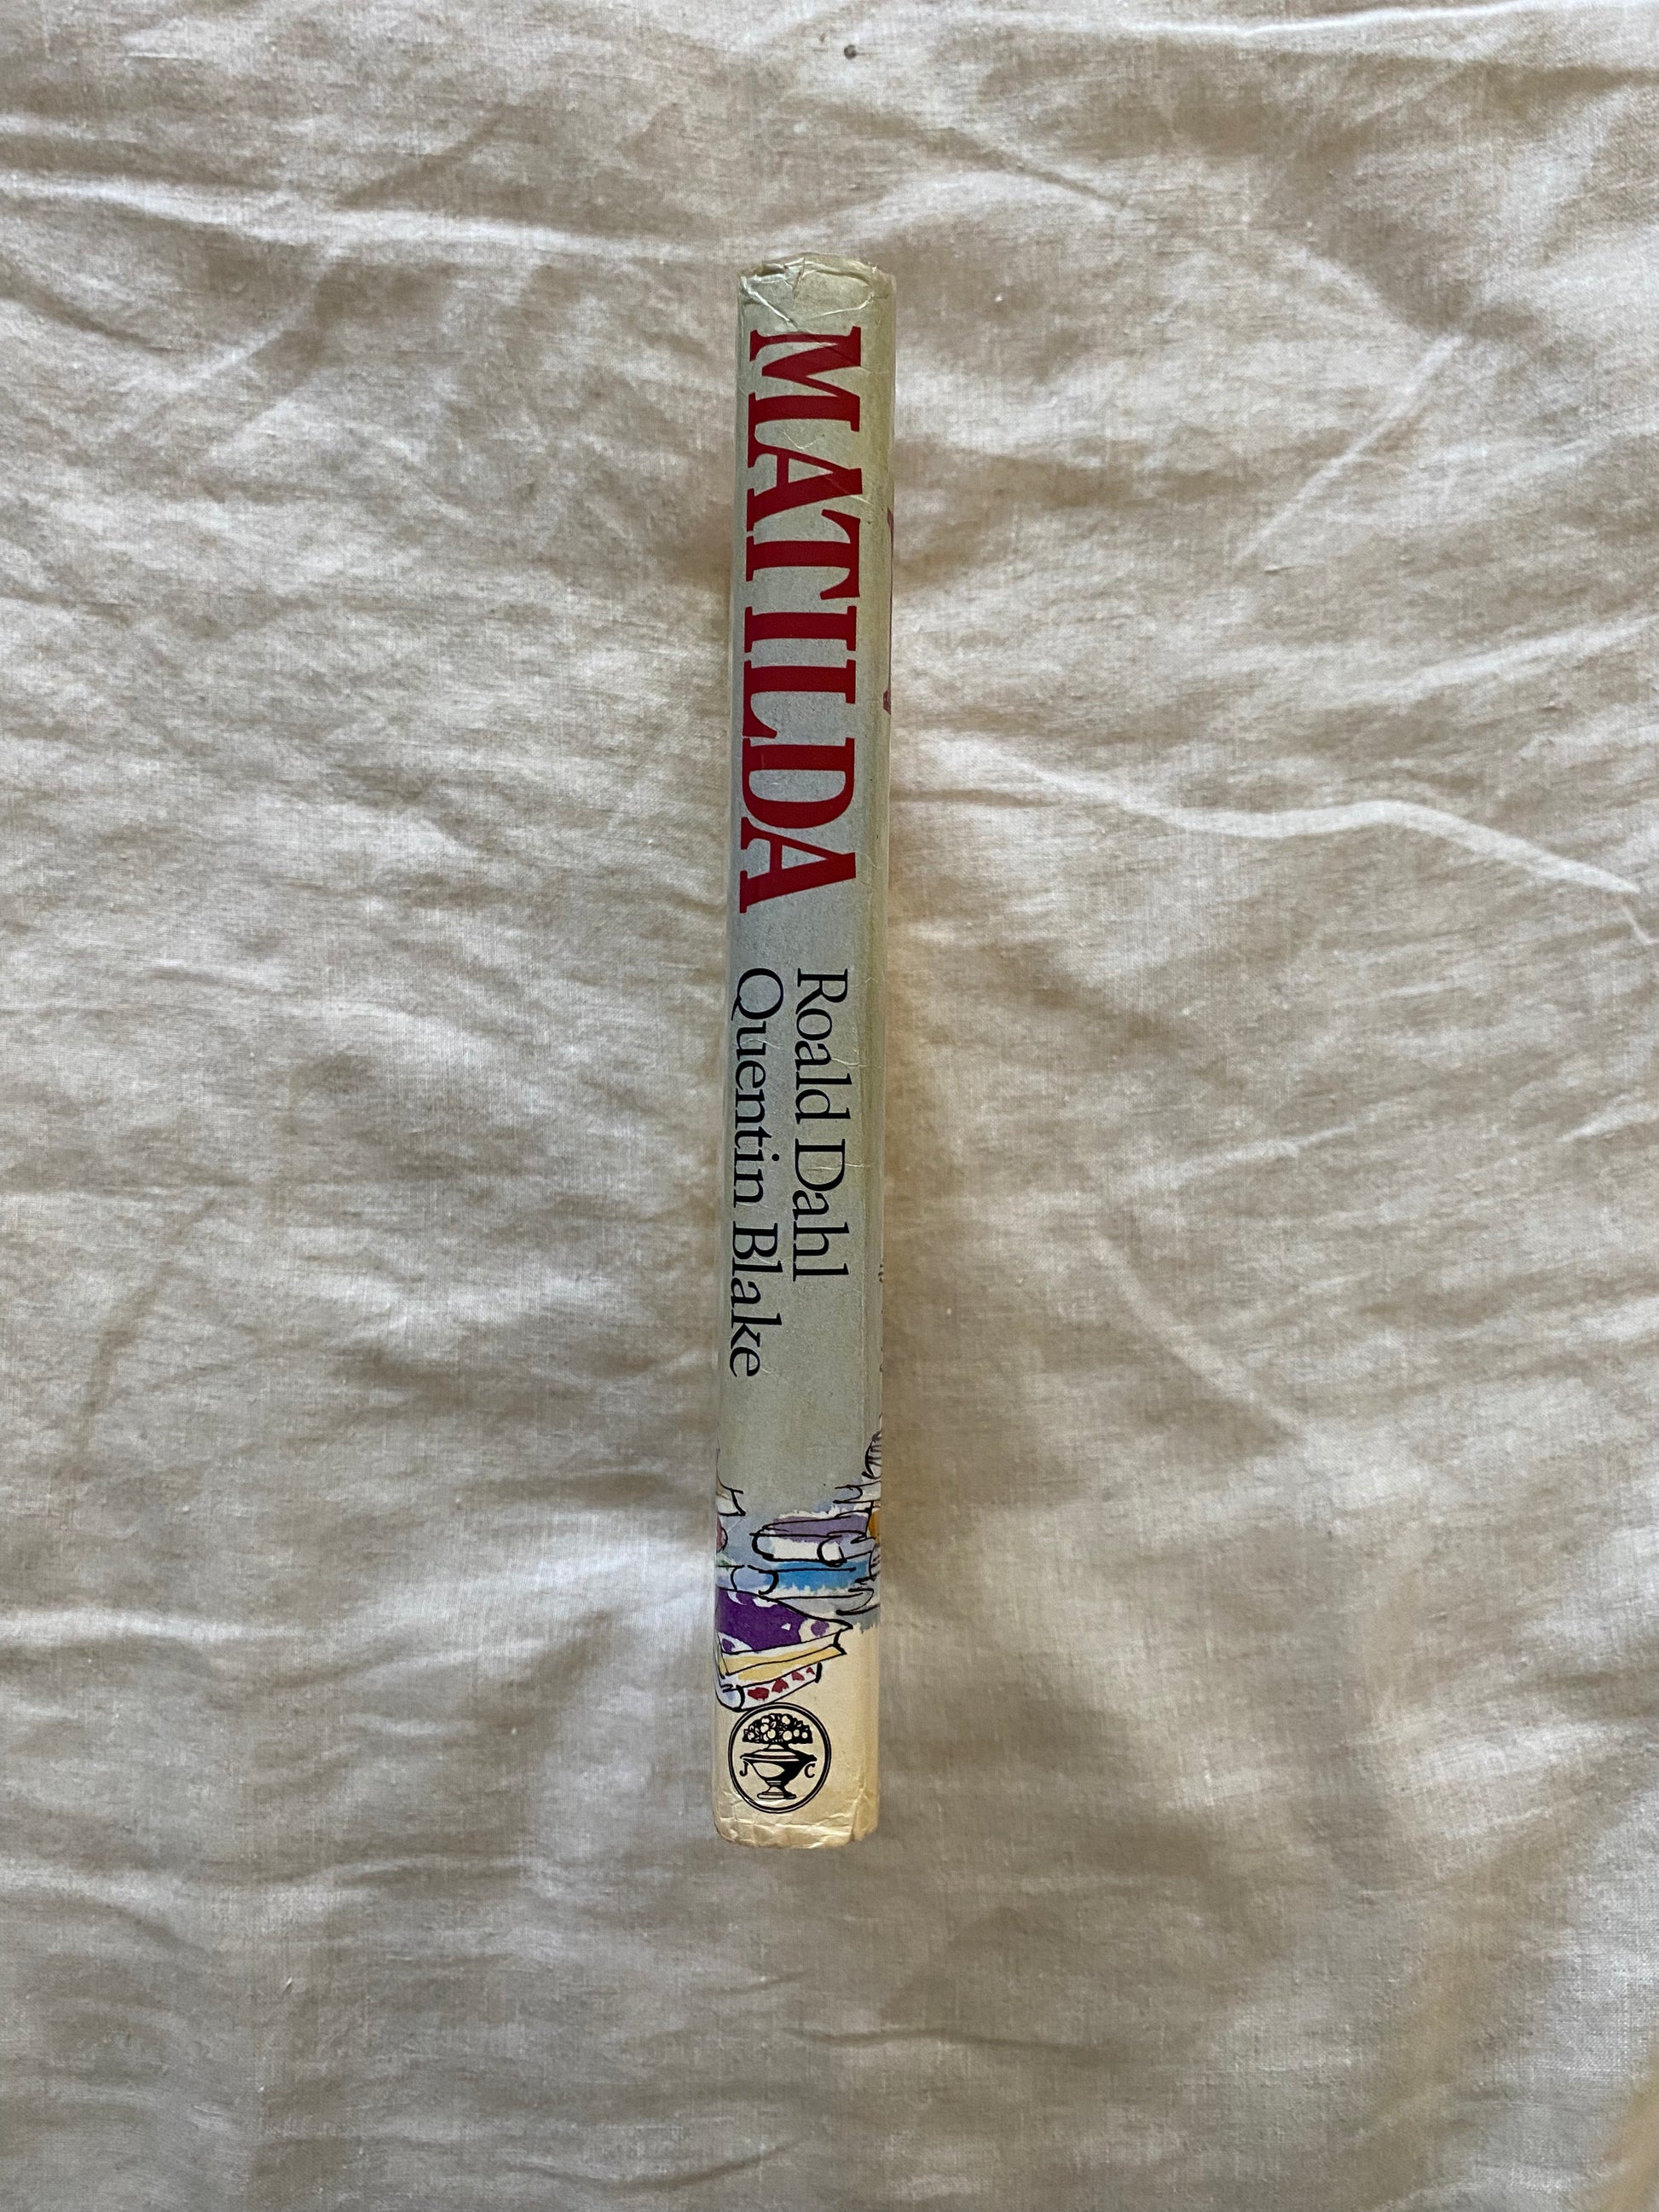 MATILDA
Roald Dahl
Quentin Blake
J C